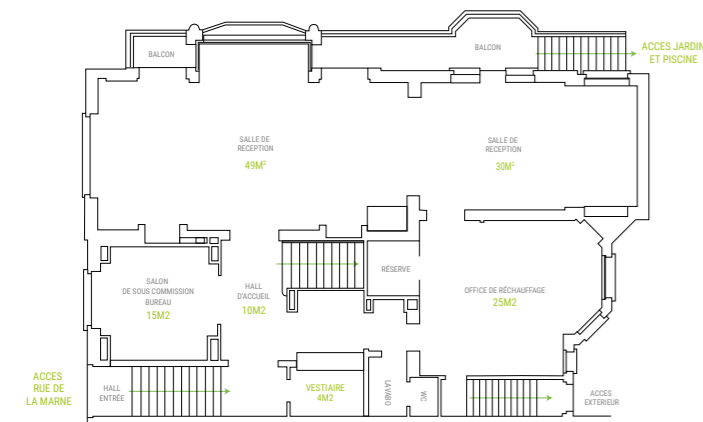 BALCON
BALCON
ACCES JARDIN
ET PISCINE
SALLE DE
RECEPTION
49M²
SALLE DE
RECEPTION
30M²
RÉSERVE
SALON
DE SOUS COMMISSION
BUREAU
15M2
HALL
D'ACCUEIL
10M2
OFFICE DE RÉCHAUFFAGE
25M2
ACCES
RUE DE
LA MARNE
HALL
ENTRÉE
VESTIAIRE
4M2
LAVABO
WC
ACCES
EXTERIEUR